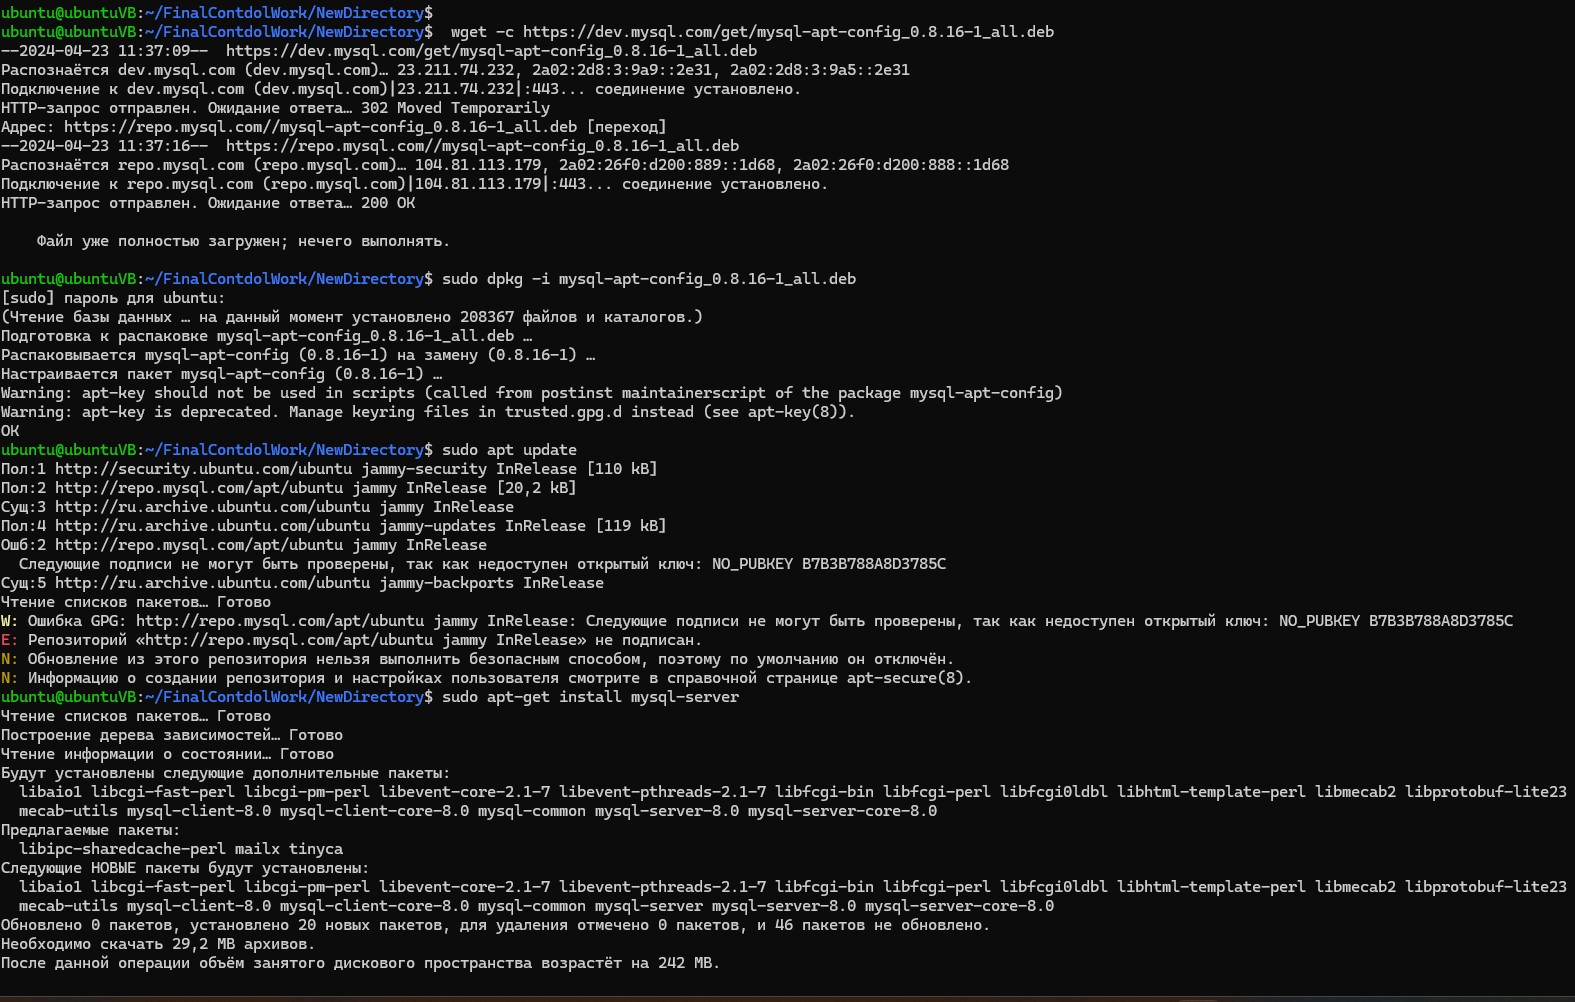 ubuntu@ubuntuVB:~/FinalContdolWork/NewDirectory$
ubuntu@ubuntuVB:~/FinalContdolWork/NewDirectory$  wget -c https://dev.mysql.com/get/mysql-apt-config_0.8.16-1_all.deb
--2024-04-23 11:37:09--  https://dev.mysql.com/get/mysql-apt-config_0.8.16-1_all.deb
Распознаётся dev.mysql.com (dev.mysql.com)… 23.211.74.232, 2a02:2d8:3:9a9::2e31, 2a02:2d8:3:9a5::2e31
Подключение к dev.mysql.com (dev.mysql.com)|23.211.74.232|:443... соединение установлено.
HTTP-запрос отправлен. Ожидание ответа… 302 Moved Temporarily
Адрес: https://repo.mysql.com//mysql-apt-config_0.8.16-1_all.deb [переход]
--2024-04-23 11:37:16--  https://repo.mysql.com//mysql-apt-config_0.8.16-1_all.deb
Распознаётся repo.mysql.com (repo.mysql.com)… 104.81.113.179, 2a02:26f0:d200:889::1d68, 2a02:26f0:d200:888::1d68
Подключение к repo.mysql.com (repo.mysql.com)|104.81.113.179|:443... соединение установлено.
HTTP-запрос отправлен. Ожидание ответа… 200 OK
    Файл уже полностью загружен; нечего выполнять.
ubuntu@ubuntuVB:~/FinalContdolWork/NewDirectory$ sudo dpkg -i mysql-apt-config_0.8.16-1_all.deb
[sudo] пароль для ubuntu:
(Чтение базы данных … на данный момент установлено 208367 файлов и каталогов.)
Подготовка к распаковке mysql-apt-config_0.8.16-1_all.deb …
Распаковывается mysql-apt-config (0.8.16-1) на замену (0.8.16-1) …
Настраивается пакет mysql-apt-config (0.8.16-1) …
Warning: apt-key should not be used in scripts (called from postinst maintainerscript of the package mysql-apt-config)
Warning: apt-key is deprecated. Manage keyring files in trusted.gpg.d instead (see apt-key(8)).
OK
ubuntu@ubuntuVB:~/FinalContdolWork/NewDirectory$ sudo apt update
Пол:1 http://security.ubuntu.com/ubuntu jammy-security InRelease [110 kB]
Пол:2 http://repo.mysql.com/apt/ubuntu jammy InRelease [20,2 kB]
Сущ:3 http://ru.archive.ubuntu.com/ubuntu jammy InRelease
Пол:4 http://ru.archive.ubuntu.com/ubuntu jammy-updates InRelease [119 kB]
Ошб:2 http://repo.mysql.com/apt/ubuntu jammy InRelease
  Следующие подписи не могут быть проверены, так как недоступен открытый ключ: NO_PUBKEY B7B3B788A8D3785C
Сущ:5 http://ru.archive.ubuntu.com/ubuntu jammy-backports InRelease
Чтение списков пакетов… Готово
W: Ошибка GPG: http://repo.mysql.com/apt/ubuntu jammy InRelease: Следующие подписи не могут быть проверены, так как недоступен открытый ключ: NO_PUBKEY B7B3B788A8D3785C
E: Репозиторий «http://repo.mysql.com/apt/ubuntu jammy InRelease» не подписан.
N: Обновление из этого репозитория нельзя выполнить безопасным способом, поэтому по умолчанию он отключён.
N: Информацию о создании репозитория и настройках пользователя смотрите в справочной странице apt-secure(8).
ubuntu@ubuntuVB:~/FinalContdolWork/NewDirectory$ sudo apt-get install mysql-server
Чтение списков пакетов… Готово
Построение дерева зависимостей… Готово
Чтение информации о состоянии… Готово
Будут установлены следующие дополнительные пакеты:
  libaio1 libcgi-fast-perl libcgi-pm-perl libevent-core-2.1-7 libevent-pthreads-2.1-7 libfcgi-bin libfcgi-perl libfcgi0ldbl libhtml-template-perl libmecab2 libprotobuf-lite23
  mecab-utils mysql-client-8.0 mysql-client-core-8.0 mysql-common mysql-server-8.0 mysql-server-core-8.0
Предлагаемые пакеты:
  libipc-sharedcache-perl mailx tinyca
Следующие НОВЫЕ пакеты будут установлены:
  libaio1 libcgi-fast-perl libcgi-pm-perl libevent-core-2.1-7 libevent-pthreads-2.1-7 libfcgi-bin libfcgi-perl libfcgi0ldbl libhtml-template-perl libmecab2 libprotobuf-lite23
  mecab-utils mysql-client-8.0 mysql-client-core-8.0 mysql-common mysql-server mysql-server-8.0 mysql-server-core-8.0
Обновлено 0 пакетов, установлено 20 новых пакетов, для удаления отмечено 0 пакетов, и 46 пакетов не обновлено.
Необходимо скачать 29,2 MB архивов.
После данной операции объём занятого дискового пространства возрастёт на 242 MB.